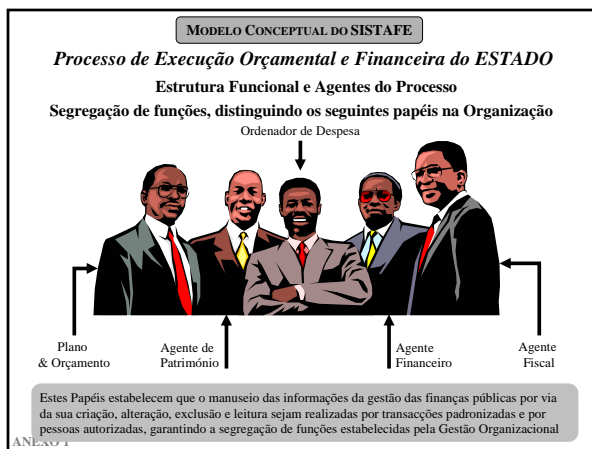 MODELO CONCEPTUAL DO SISTAFE
Processo de Execução Orçamental e Financeira do ESTADO
Estrutura Funcional e Agentes do Processo
Segregação de funções, distinguindo os seguintes papéis na Organização
Ordenador de Despesa
Plano
& Orçamento
Agente de
Património
Agente
Financeiro
Agente
Fiscal
Estes Papéis estabelecem que o manuseio das informações da gestão das finanças públicas por via
da sua criação, alteração, exclusão e leitura sejam realizadas por transacções padronizadas e por
pessoas autorizadas, garantindo a segregação de funções estabelecidas pela Gestão Organizacional
ANEXO I